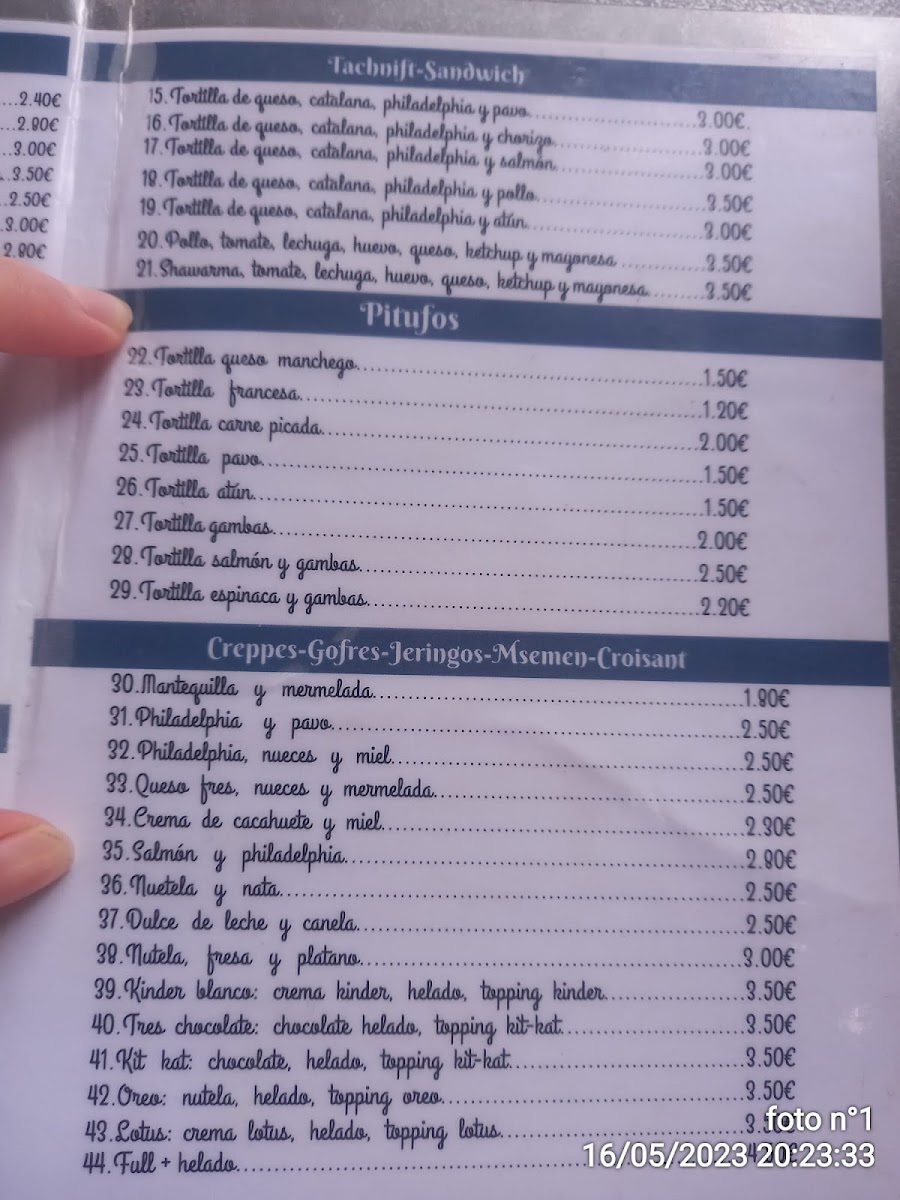 ...2.40€
...2.80€
...3.00€
...3.50€
...2.50€
...3.00€
2.80€
Tachnift-Sandwich
15.Tortilla de queso, catalana, philadelphia y pavo..............................3.00€.
16.Tortilla de queso, catalana, philadelphia y chorizo...........................3.00€
17.Tortilla de queso, catalana, philadelphia y salmón............................3.00€
18.Tortilla de queso, catalana, philadelphia y pollo.............................3.50€
19.Tortilla de queso, catalana, philadelphia y atún..............................3.00€
20.Pollo, tomate, lechuga, huevo, queso, ketchup y mayonesa ..........3.50€
21.Shawarma, tomate, lechuga, huevo, queso, ketchup y mayonesa.........3.50€
Pitufos
22.Tortilla queso manchego..................................................1.50€
23.Tortilla francesa........................................................1.20€
24.Tortilla carne picada....................................................2.00€
25.Tortilla pavo............................................................1.50€
26.Tortilla atún............................................................1.50€
27.Tortilla gambas..........................................................2.00€
28.Tortilla salmón y gambas.................................................2.50€
29.Tortilla espinaca y gambas...............................................2.20€
Creppes-Gofres-Jeringos-Msemen-Croisant
30.Mantequilla y mermelada..................................................1.80€
31.Philadelphia y pavo......................................................2.50€
32.Philadelphia, nueces y miel..............................................2.50€
33.Queso fres, nueces y mermelada...........................................2.50€
34.Crema de cacahuete y miel................................................2.30€
35.Salmón y philadelphia....................................................2.80€
36.Nuetela y nata...........................................................2.50€
37.Dulce de leche y canela..................................................2.50€
38.Nutela, fresa y platano..................................................3.00€
39.Kinder blanco: crema kinder, helado, topping kinder......................3.50€
40.Tres chocolate: chocolate helado, topping kit-kat........................3.50€
41.Kit kat: chocolate, helado, topping kit-kat..............................3.50€
42.Oreo: nutela, helado, topping oreo.......................................3.50€
43.Lotus: crema lotus, helado, topping lotus................................
44.Full + helado............................................................
foto n°1
16/05/2023 20:23:33